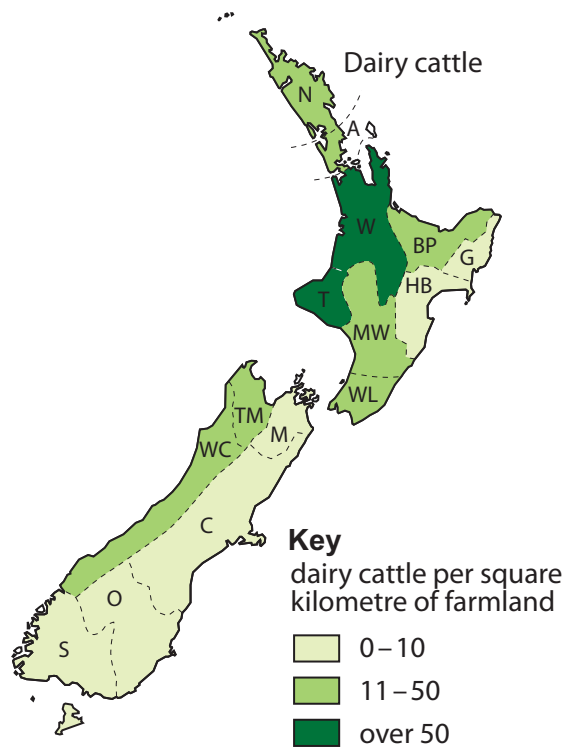 Dairy cattle
N
A
W
BP
G
HB
T
MW
WL
TM
M
WC
C
O
S
Key
dairy cattle per square
kilometre of farmland
0–10
11–50
over 50